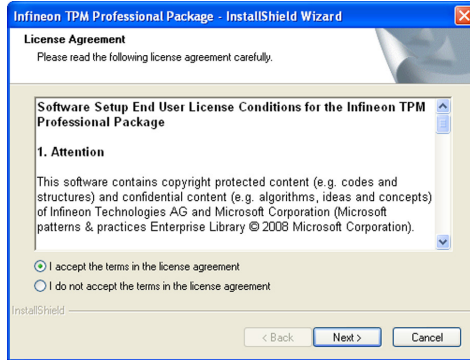 Infineon TPM Professional Package - InstallShield Wizard
License Agreement
Please read the following license agreement carefully.
Software Setup End User License Conditions for the Infineon TPM
Professional Package
1. Attention
This software contains copyright protected content (e.g. codes and
structures) and confidential content (e.g. algorithms, ideas and concepts)
of Infineon Technologies AG and Microsoft Corporation (Microsoft
patterns & practices Enterprise Library © 2008 Microsoft Corporation).
I accept the terms in the license agreement
I do not accept the terms in the license agreement
InstallShield
< Back
Next >
Cancel